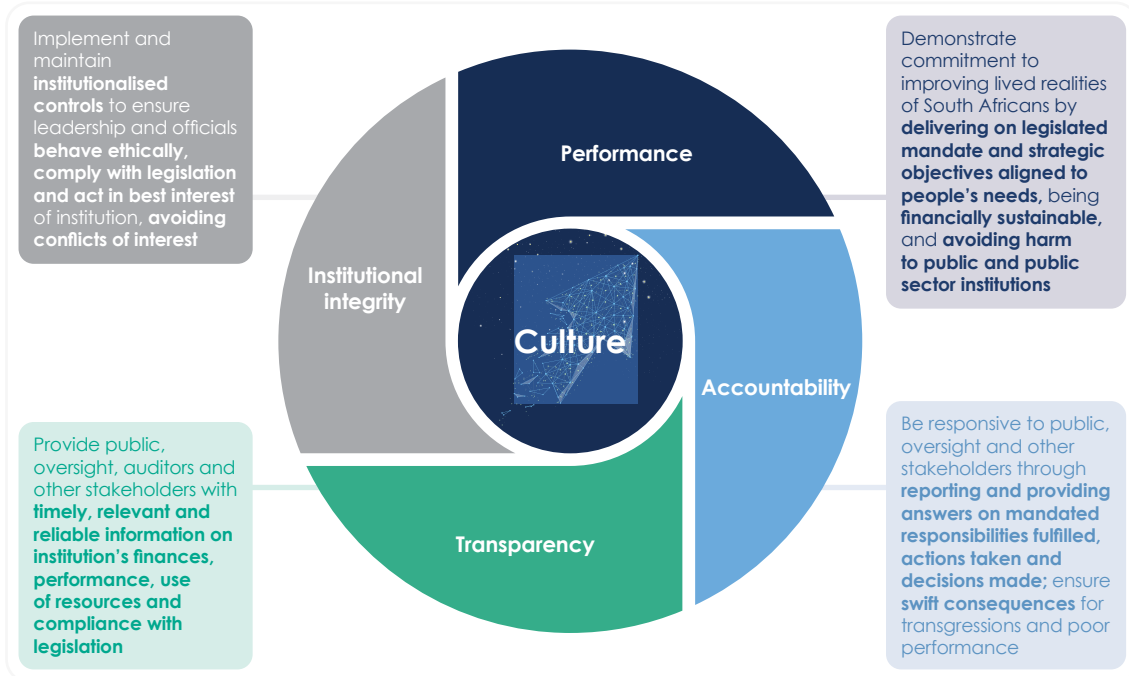 Implement and
maintain
institutionalised
controls to ensure
leadership and officials
behave ethically,
comply with legislation
and act in best interest
of institution, avoiding
conflicts of interest
Performance
Demonstrate
commitment to
improving lived realities
of South Africans by
delivering on legislated
mandate and strategic
objectives aligned to
people’s needs, being
financially sustainable,
and avoiding harm
to public and public
sector institutions
Institutional
integrity
Culture
Accountability
Provide public,
oversight, auditors and
other stakeholders with
timely, relevant and
reliable information on
institution’s finances,
performance, use
of resources and
compliance with
legislation
Transparency
Be responsive to public,
oversight and other
stakeholders through
reporting and providing
answers on mandated
responsibilities fulfilled,
actions taken and
decisions made; ensure
swift consequences for
transgressions and poor
performance